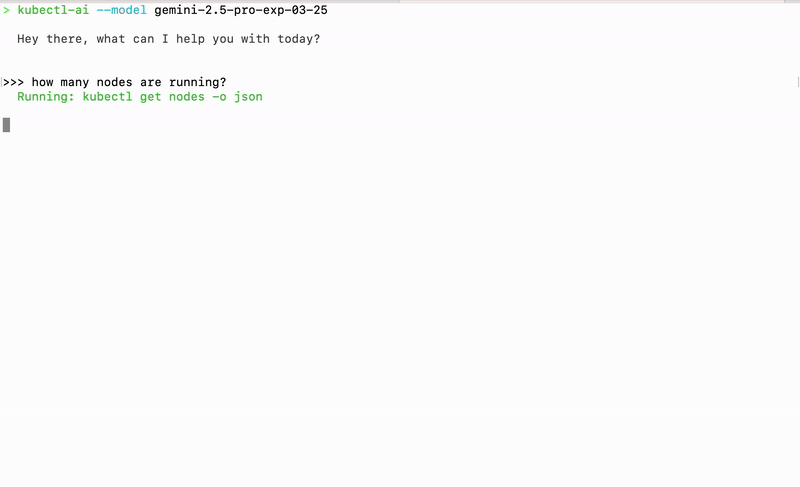 > kubectl-ai --model gemini-2.5-pro-exp-03-25
Hey there, what can I help you with today?
>>> how many nodes are running?
Running: kubectl get nodes -o json